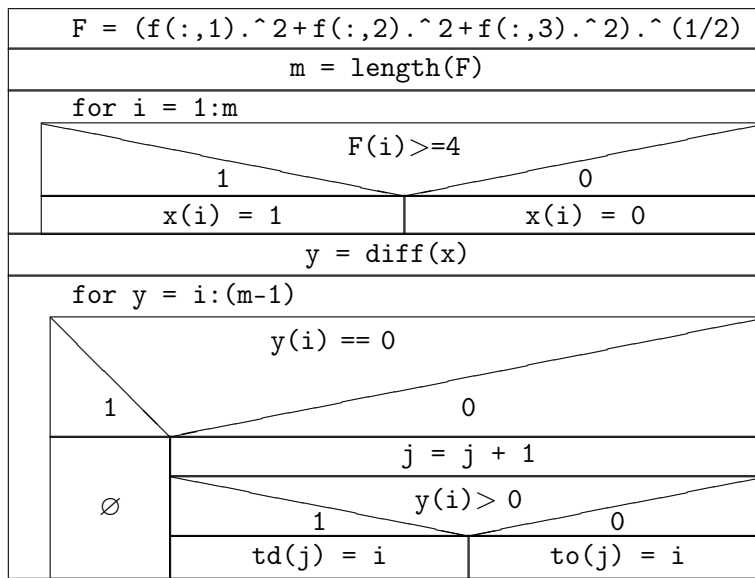 F = (f(:,1).^2+f(:,2).^2+f(:,3).^2).^(1/2)
m = length(F)
for i = 1:m
F(i)>=4
1 0
x(i) = 1 x(i) = 0
y = diff(x)
for y = i:(m-1)
y(i) == 0
1 0
j = j + 1
∅ y(i)> 0
1 0
td(j) = i to(j) = i